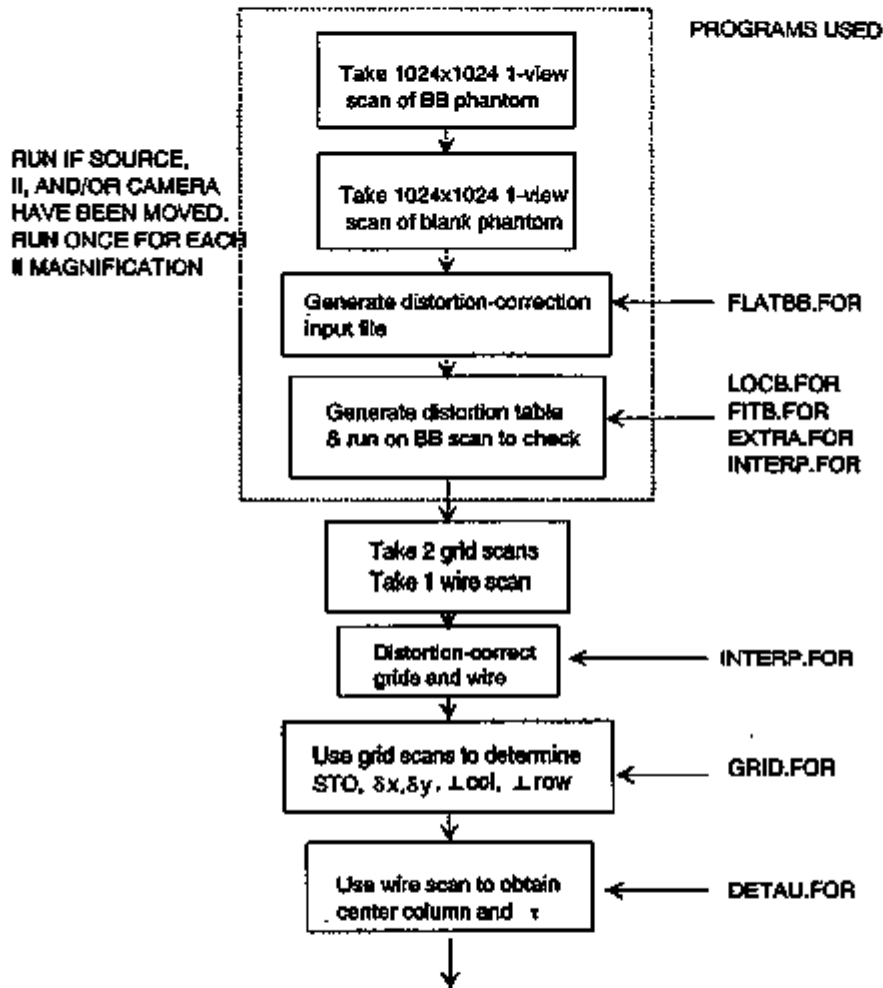 PROGRAMS USED
Take 1024x1024 1-view
scan of BB phantom
RUN IF SOURCE,
II, AND/OR CAMERA
HAVE BEEN MOVED.
RUN ONCE FOR EACH
II MAGNIFICATION
Take 1024x1024 1-view
scan of blank phantom
Generate distortion-correction
input file
FLATBB.FOR
Generate distortion table
& run on BB scan to check
LOCB.FOR
FITB.FOR
EXTRA.FOR
INTERP.FOR
Take 2 grid scans
Take 1 wire scan
Distortion-correct
grids and wire
INTERP.FOR
Use grid scans to determine
STO, δx,δy, ⊥col, ⊥row
GRID.FOR
Use wire scan to obtain
center column and τ
DETAU.FOR